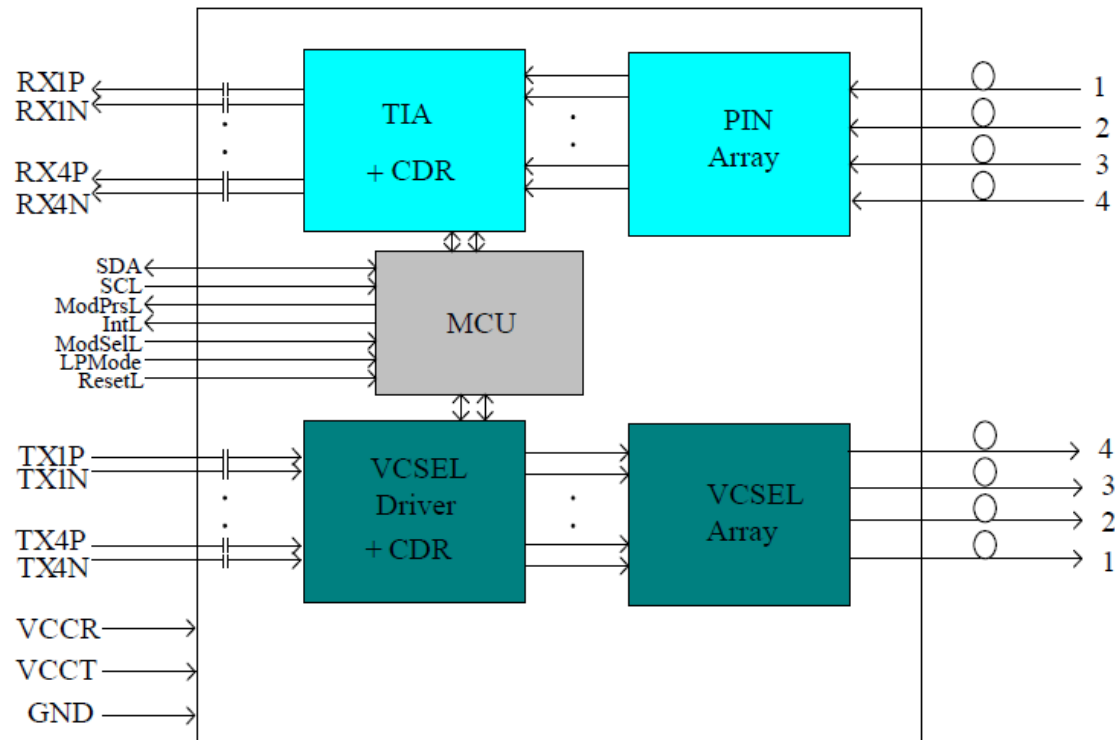 RX1P
RX1N
RX4P
RX4N
TIA
+ CDR
PIN
Array
1
2
3
4
SDA
SCL
ModPrsL
IntL
ModSelL
LPMode
ResetL
MCU
TX1P
TX1N
TX4P
TX4N
VCSEL
Driver
+ CDR
VCSEL
Array
4
3
2
1
VCCR
VCCT
GND